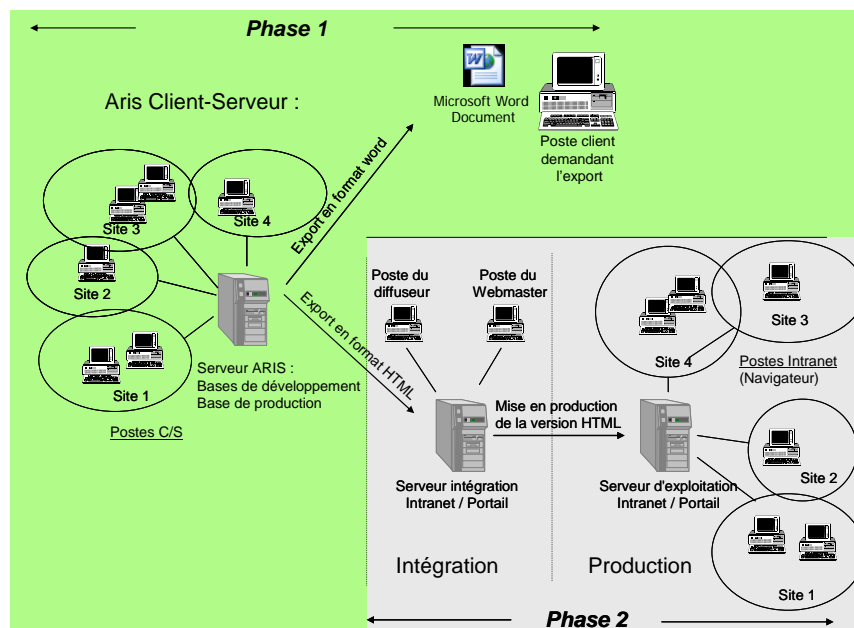 Phase 1
Aris Client-Serveur :
Microsoft Word
Document
Poste client
demandant
l'export
Export en format word
Site 3
Site 4
Site 2
Site 1
Postes C/S
Serveur ARIS :
Bases de développement
Base de production
Export en format HTML
Poste du
diffuseur
Poste du
Webmaster
Site 4
Site 3
Postes Intranet
(Navigateur)
Mise en production
de la version HTML
Serveur intégration
Intranet / Portail
Serveur d'exploitation
Intranet / Portail
Site 2
Site 1
Intégration
Production
Phase 2